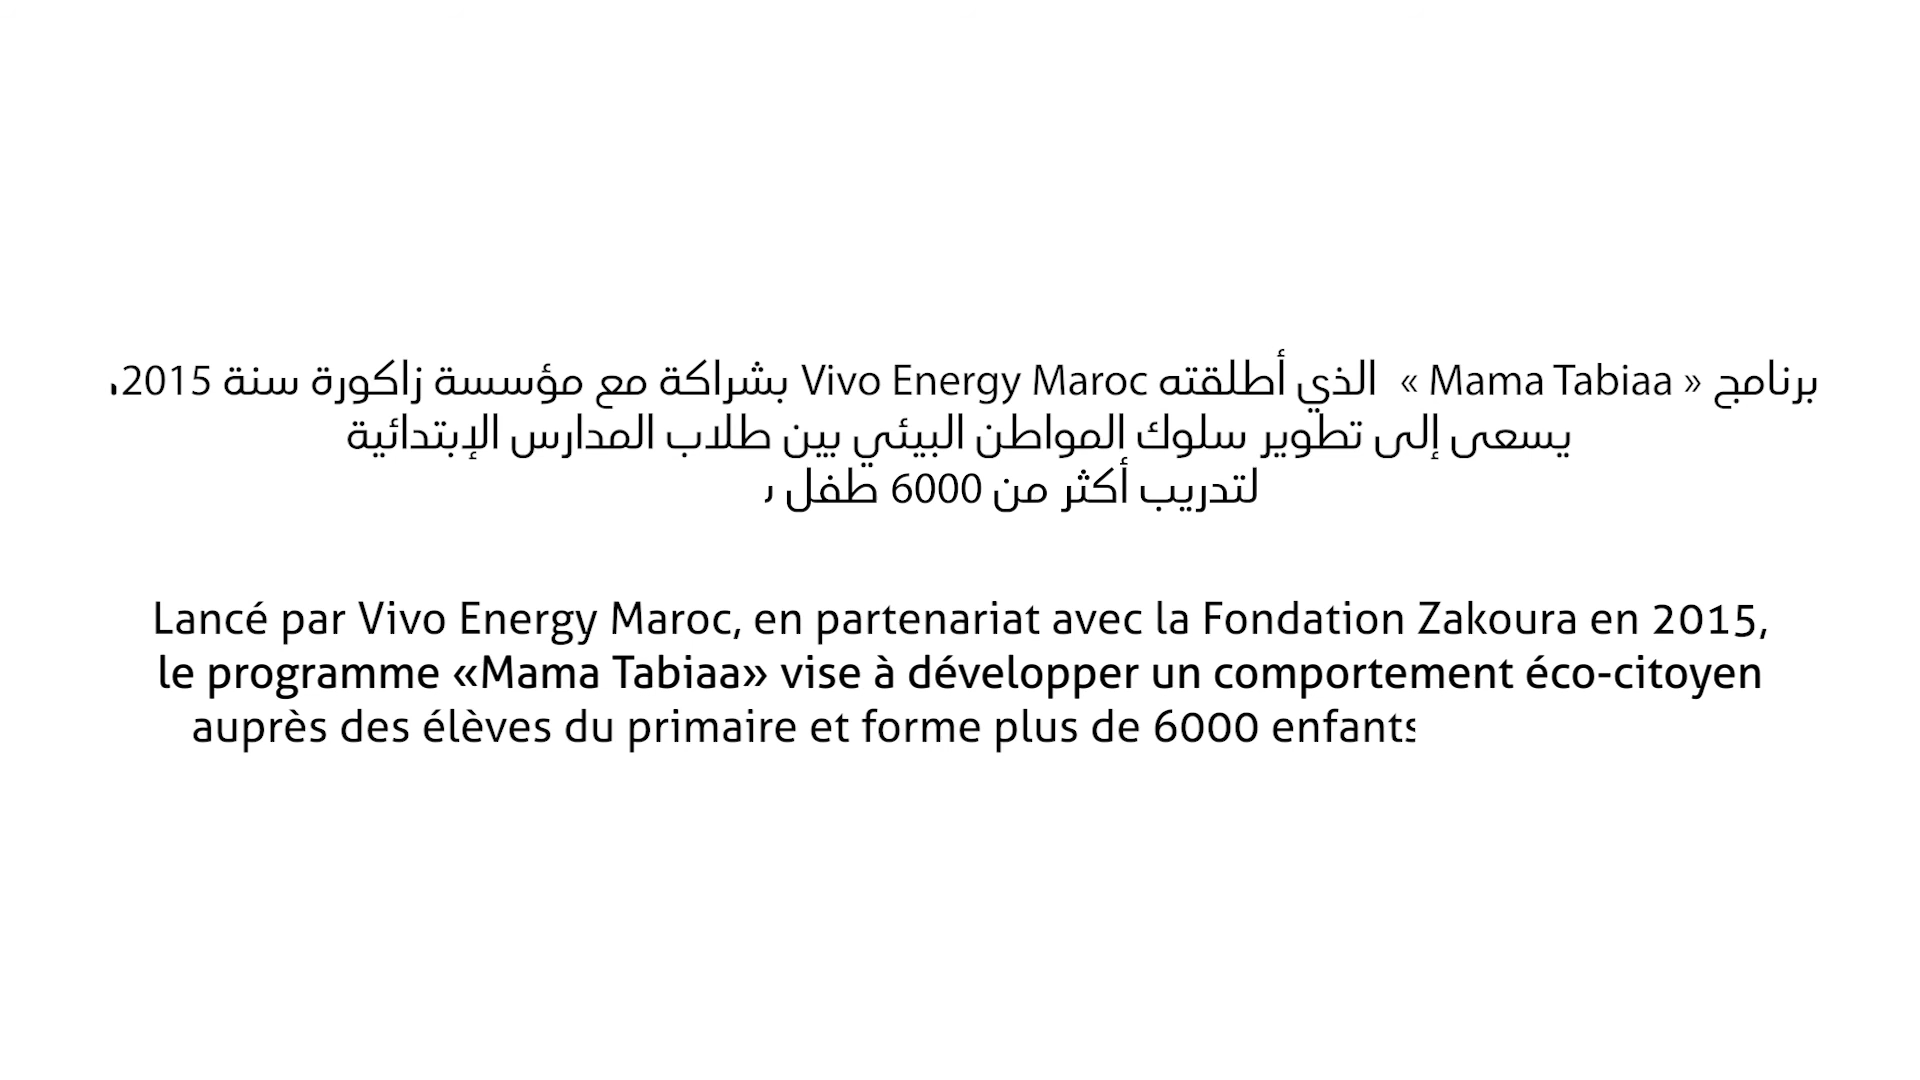 برنامج « Mama Tabiaa » الذي أطلقته Vivo Energy Maroc بشراكة مع مؤسسة زاكورة سنة 2015،
يسعى إلى تطوير سلوك المواطن البيئي بين طلاب المدارس الإبتدائية
لتدريب أكثر من 6000 طفل
Lancé par Vivo Energy Maroc, en partenariat avec la Fondation Zakoura en 2015,
le programme «Mama Tabiaa» vise à développer un comportement éco-citoyen
auprès des élèves du primaire et forme plus de 6000 enfants